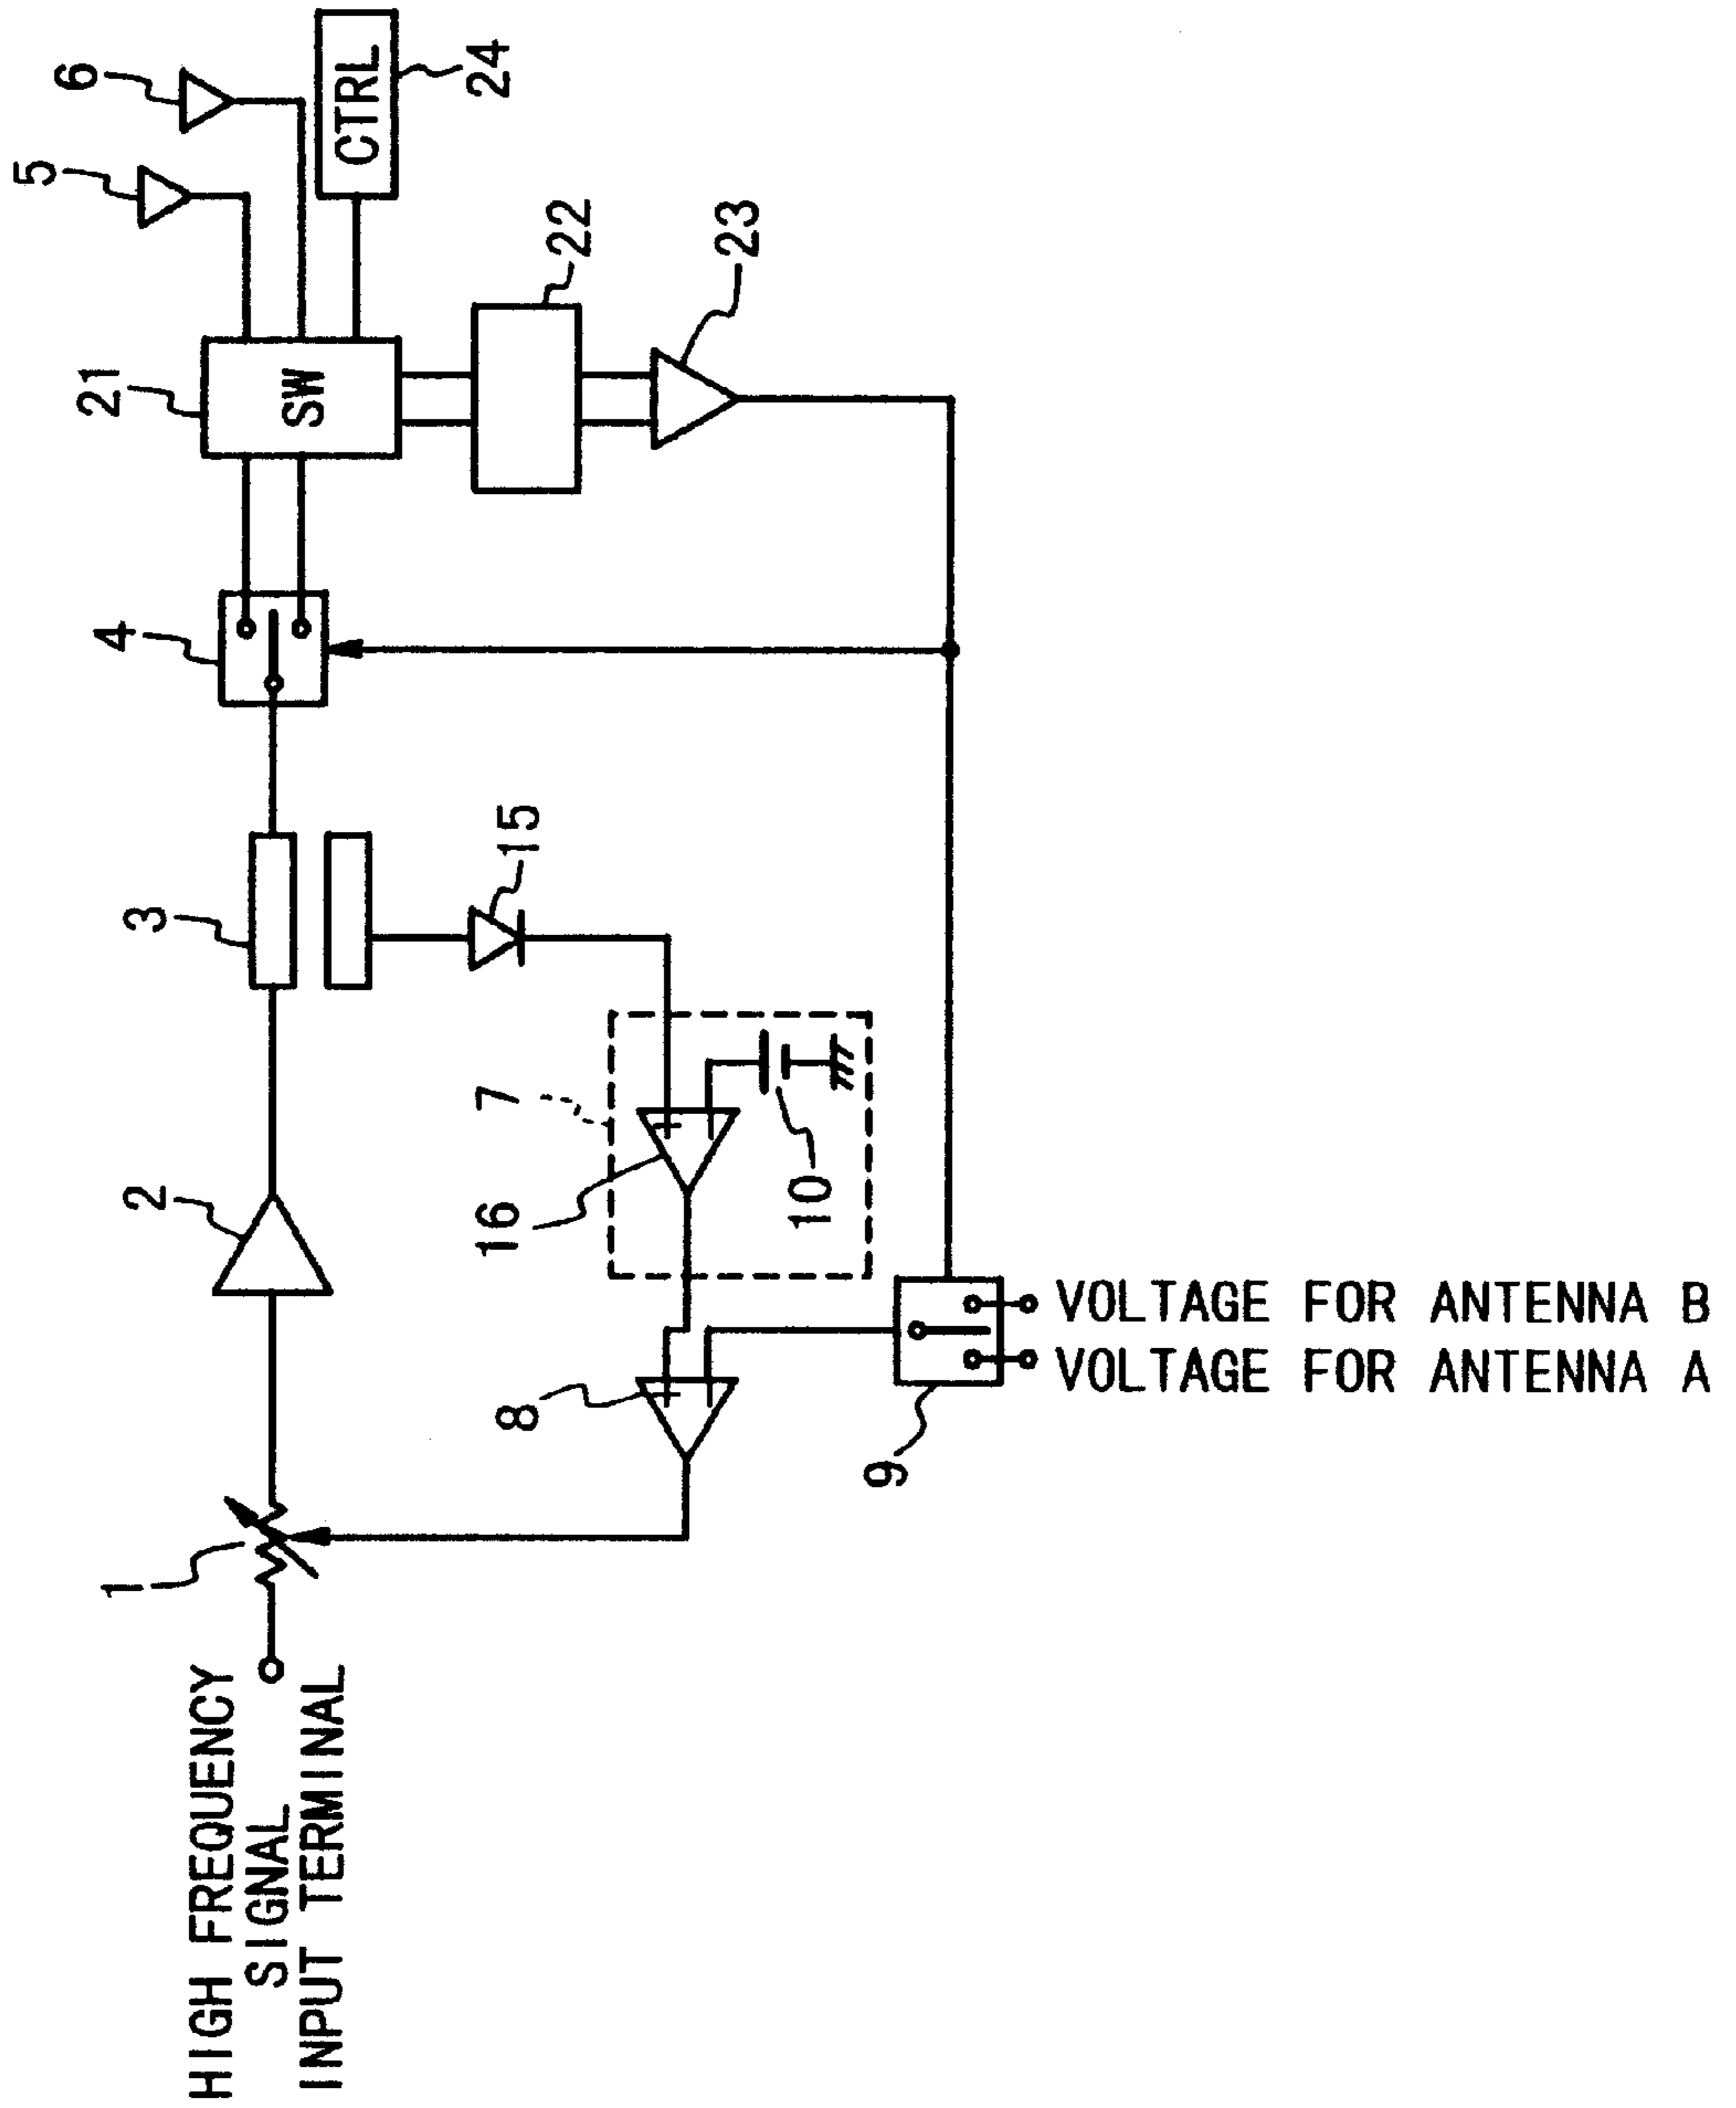 HIGH FREQUENCY
SIGNAL
INPUT TERMINAL
1
2
3
4
21
SW
5
6
CTRL
24
22
23
15
7
16
10
8
9
VOLTAGE FOR ANTENNA B
VOLTAGE FOR ANTENNA A